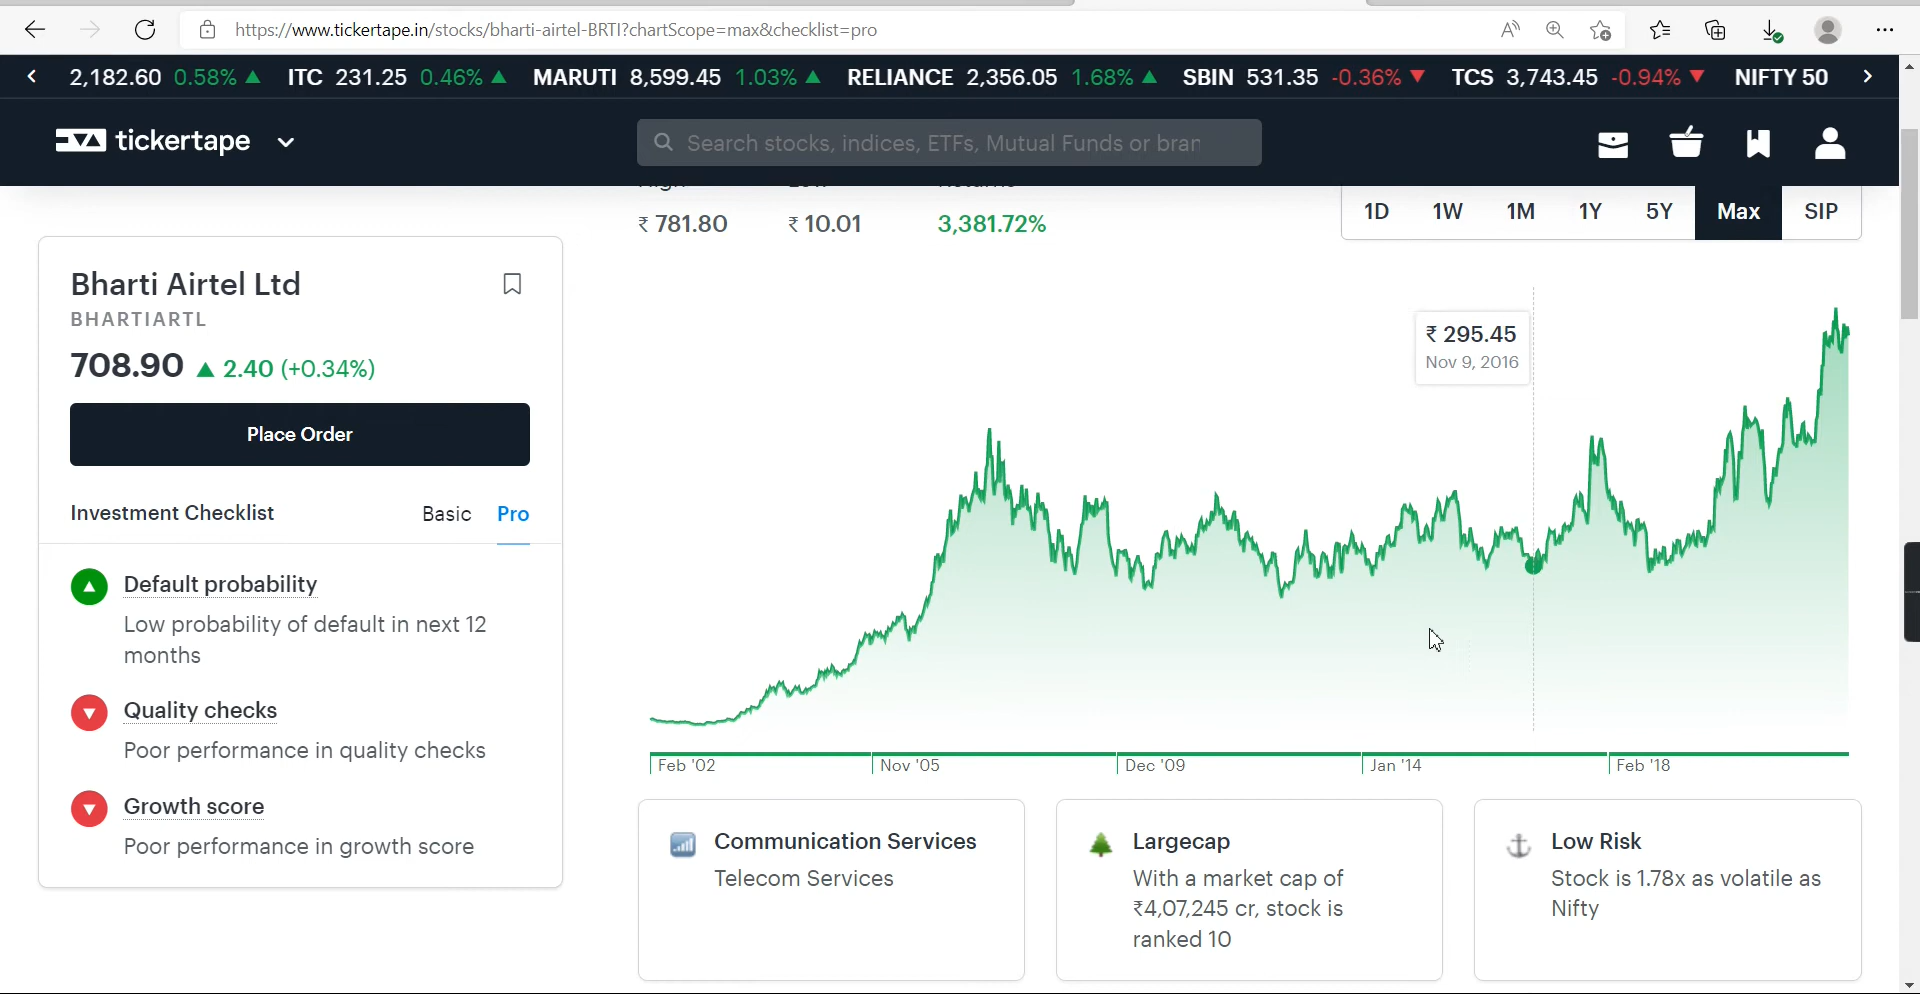 https://www.tickertape.in/stocks/bharti-airtel-BRTI?chartScope=max&checklist=pro
2,182.60 0.58% ▲ ITC 231.25 0.46% ▲ MARUTI 8,599.45 1.03% ▲ RELIANCE 2,356.05 1.68% ▲ SBIN 531.35 -0.36% ▼ TCS 3,743.45 -0.94% ▼ NIFTY 50
tickertape
Search stocks, indices, ETFs, Mutual Funds or bran
₹ 781.80 ₹ 10.01 3,381.72%
1D 1W 1M 1Y 5Y Max SIP
Bharti Airtel Ltd
BHARTIARTL
708.90 ▲ 2.40 (+0.34%)
Place Order
Investment Checklist Basic Pro
Default probability
Low probability of default in next 12
months
Quality checks
Poor performance in quality checks
Growth score
Poor performance in growth score
₹ 295.45
Nov 9, 2016
Feb '02 Nov '05 Dec '09 Jan '14 Feb '18
Communication Services
Telecom Services
Largecap
With a market cap of
₹4,07,245 cr, stock is
ranked 10
Low Risk
Stock is 1.78x as volatile as
Nifty